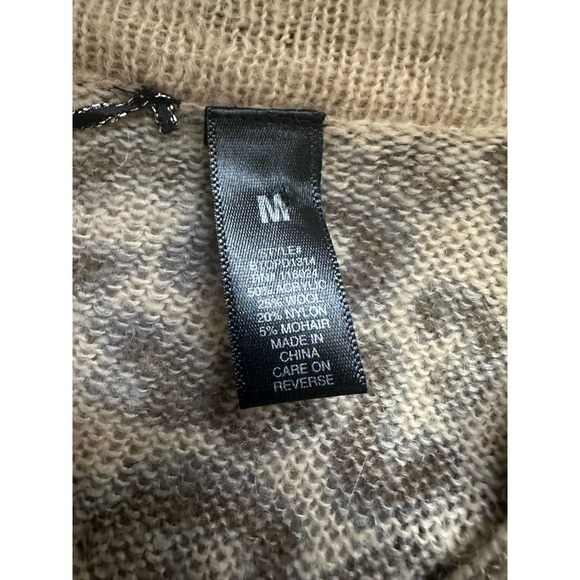 M
STYLE#
50% ACRYLIC
25% WOOL
20% NYLON
5% MOHAIR
MADE IN
CHINA
CARE ON
REVERSE